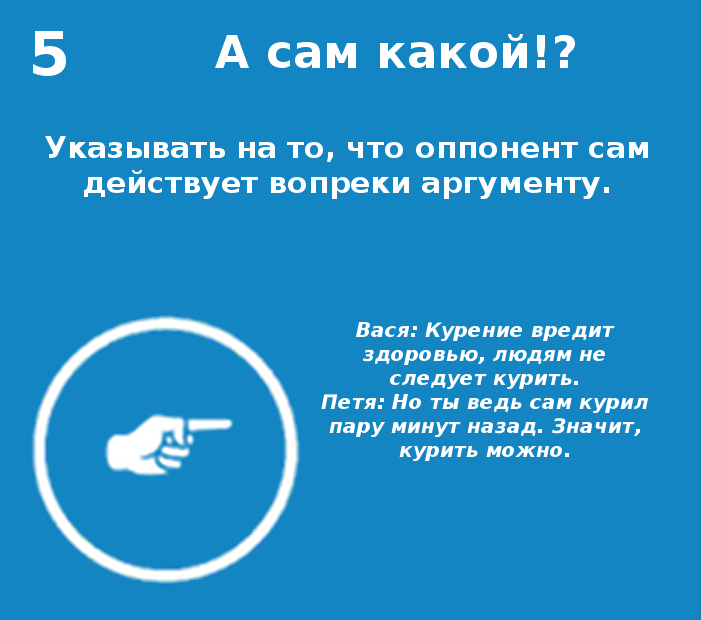 5
А сам какой!?
Указывать на то, что оппонент сам
действует вопреки аргументу.
Вася: Курение вредит
здоровью, людям не
следует курить.
Петя: Но ты ведь сам курил
пару минут назад. Значит,
курить можно.